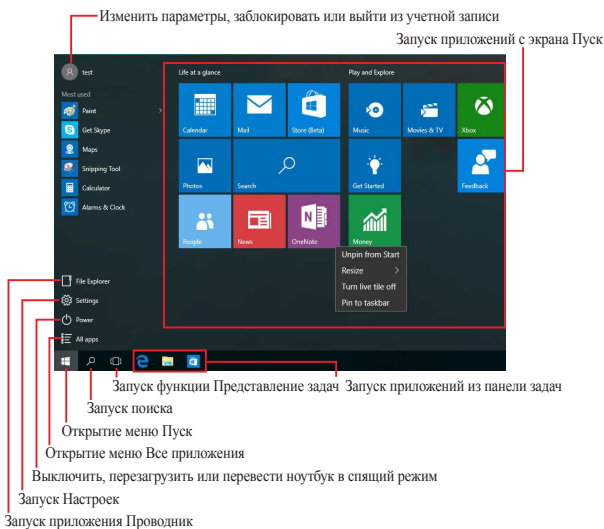 Изменить параметры, заблокировать или выйти из учетной записи
Запуск приложений с экрана Пуск
test
Life at a glance
Play and Explore
Most used
Paint
Get Skype
Maps
Snipping Tool
Calculator
Alarms & Clock
Calendar
Mail
Store (Beta)
Music
Movies & TV
Xbox
Photos
Search
Get Started
Feedback
People
News
OneNote
Money
Unpin from Start
Resize
Turn live tile off
Pin to taskbar
File Explorer
Settings
Power
All apps
Запуск функции Представление задач
Запуск приложений из панели задач
Запуск поиска
Открытие меню Пуск
Открытие меню Все приложения
Выключить, перезагрузить или перевести ноутбук в спящий режим
Запуск Настроек
Запуск приложения Проводник